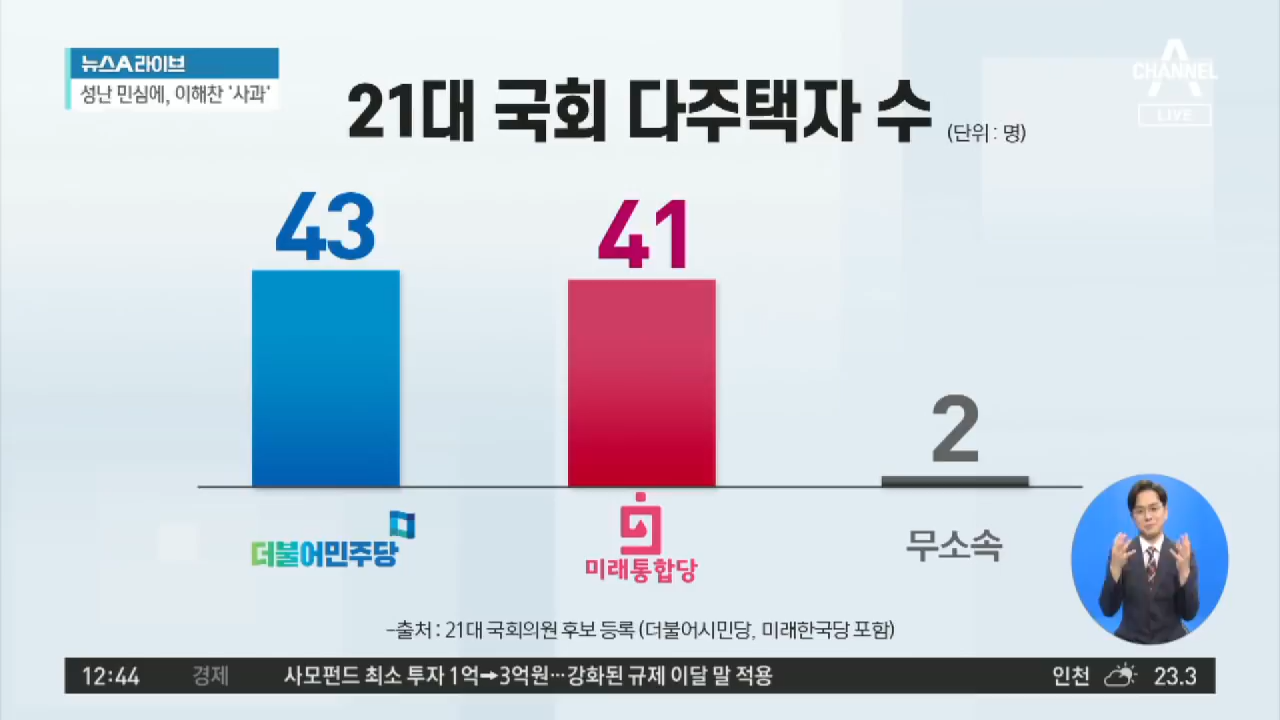 뉴스A라이브
성난 민심에, 이해찬 '사과'
CHANNEL A
LIVE
21대 국회 다주택자 수 (단위 : 명)
43
41
2
더불어민주당
미래통합당
무소속
-출처 : 21대 국회의원 후보 등록 (더불어시민당, 미래한국당 포함)
12:44 경제 사모펀드 최소 투자 1억→3억원…강화된 규제 이달 말 적용 인천 23.3